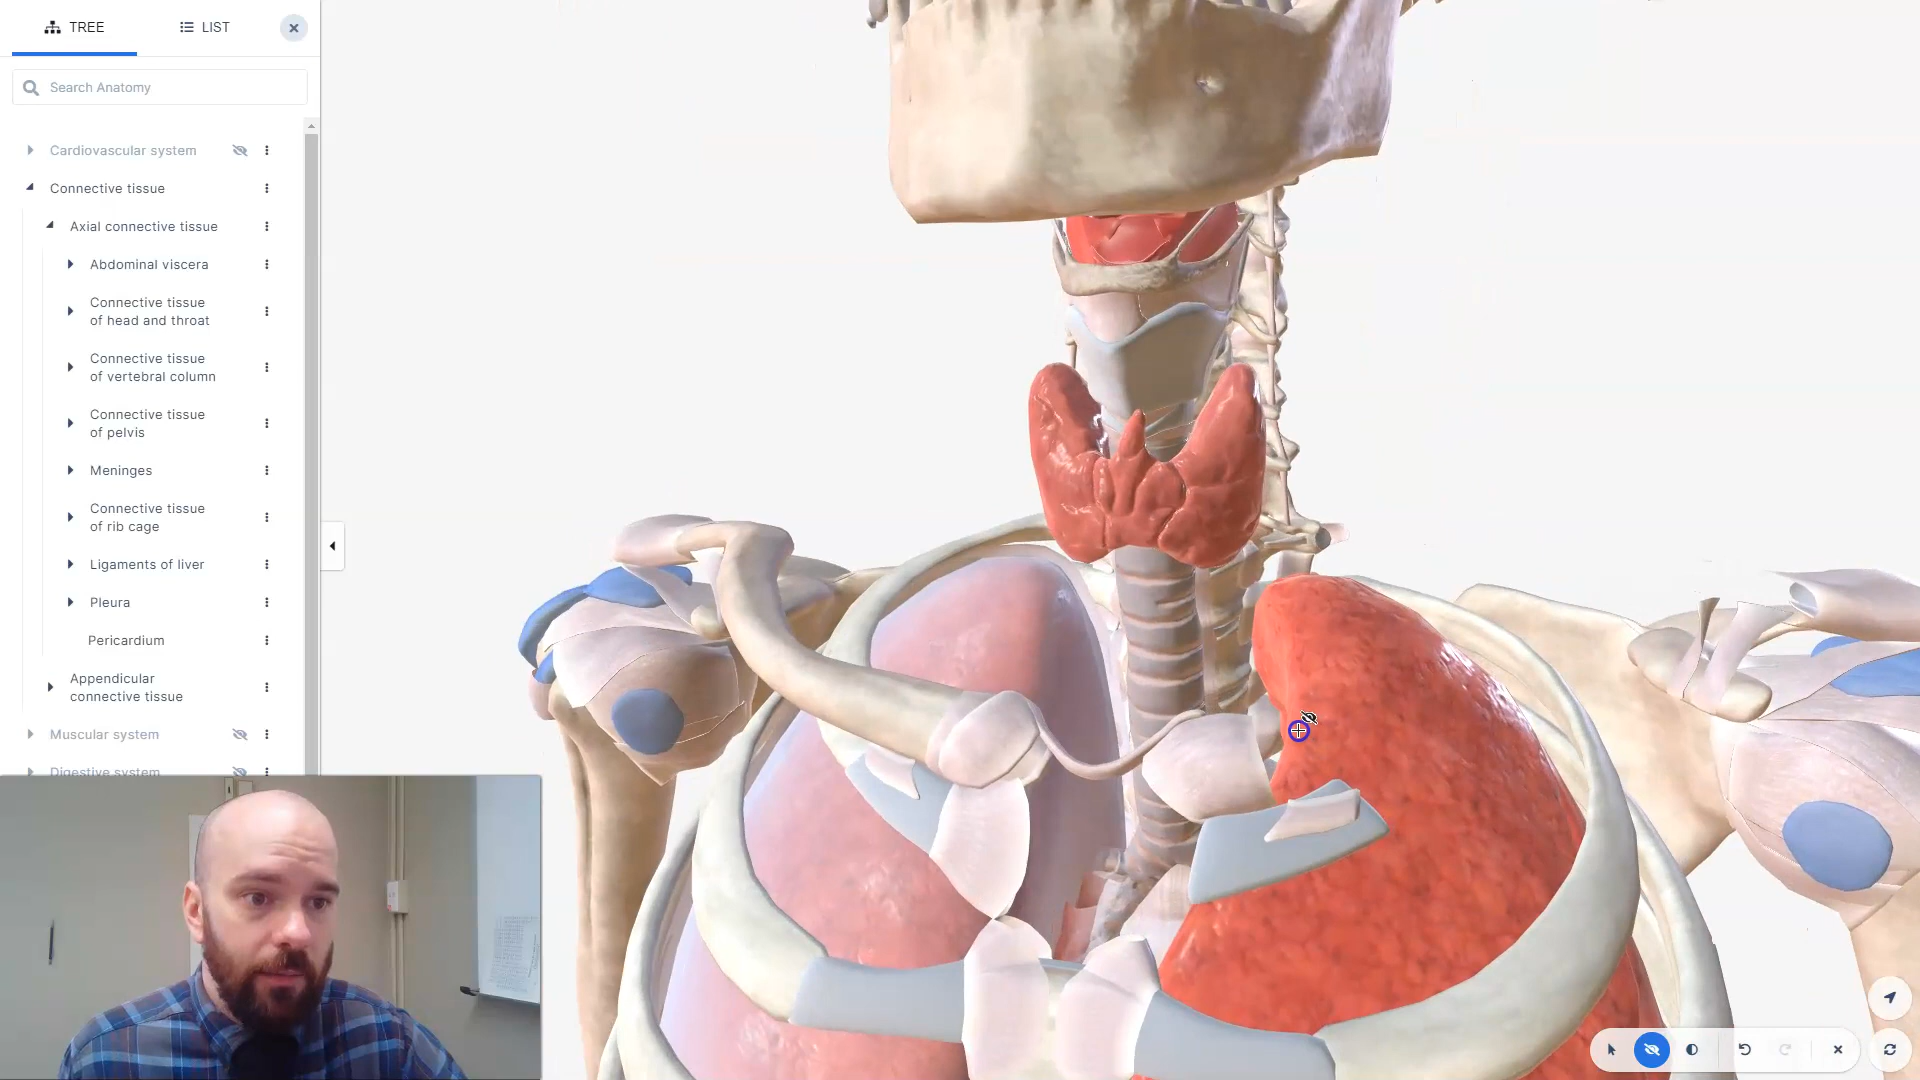 TREE
LIST
Search Anatomy
Cardiovascular system
Connective tissue
Axial connective tissue
Abdominal viscera
Connective tissue
of head and throat
Connective tissue
of vertebral column
Connective tissue
of pelvis
Meninges
Connective tissue
of rib cage
Ligaments of liver
Pleura
Pericardium
Appendicular
connective tissue
Muscular system
Digestive system